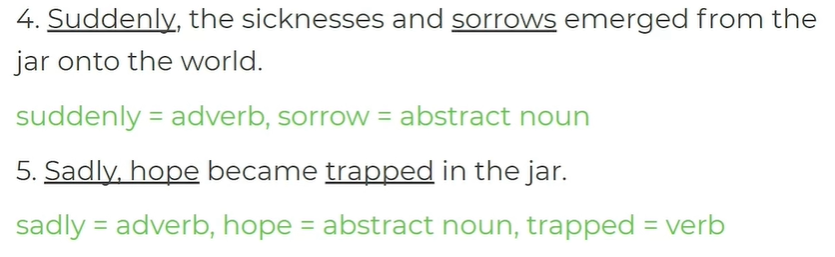 4. Suddenly, the sicknesses and sorrows emerged from the
jar onto the world.
suddenly = adverb, sorrow = abstract noun
5. Sadly, hope became trapped in the jar.
sadly = adverb, hope = abstract noun, trapped = verb